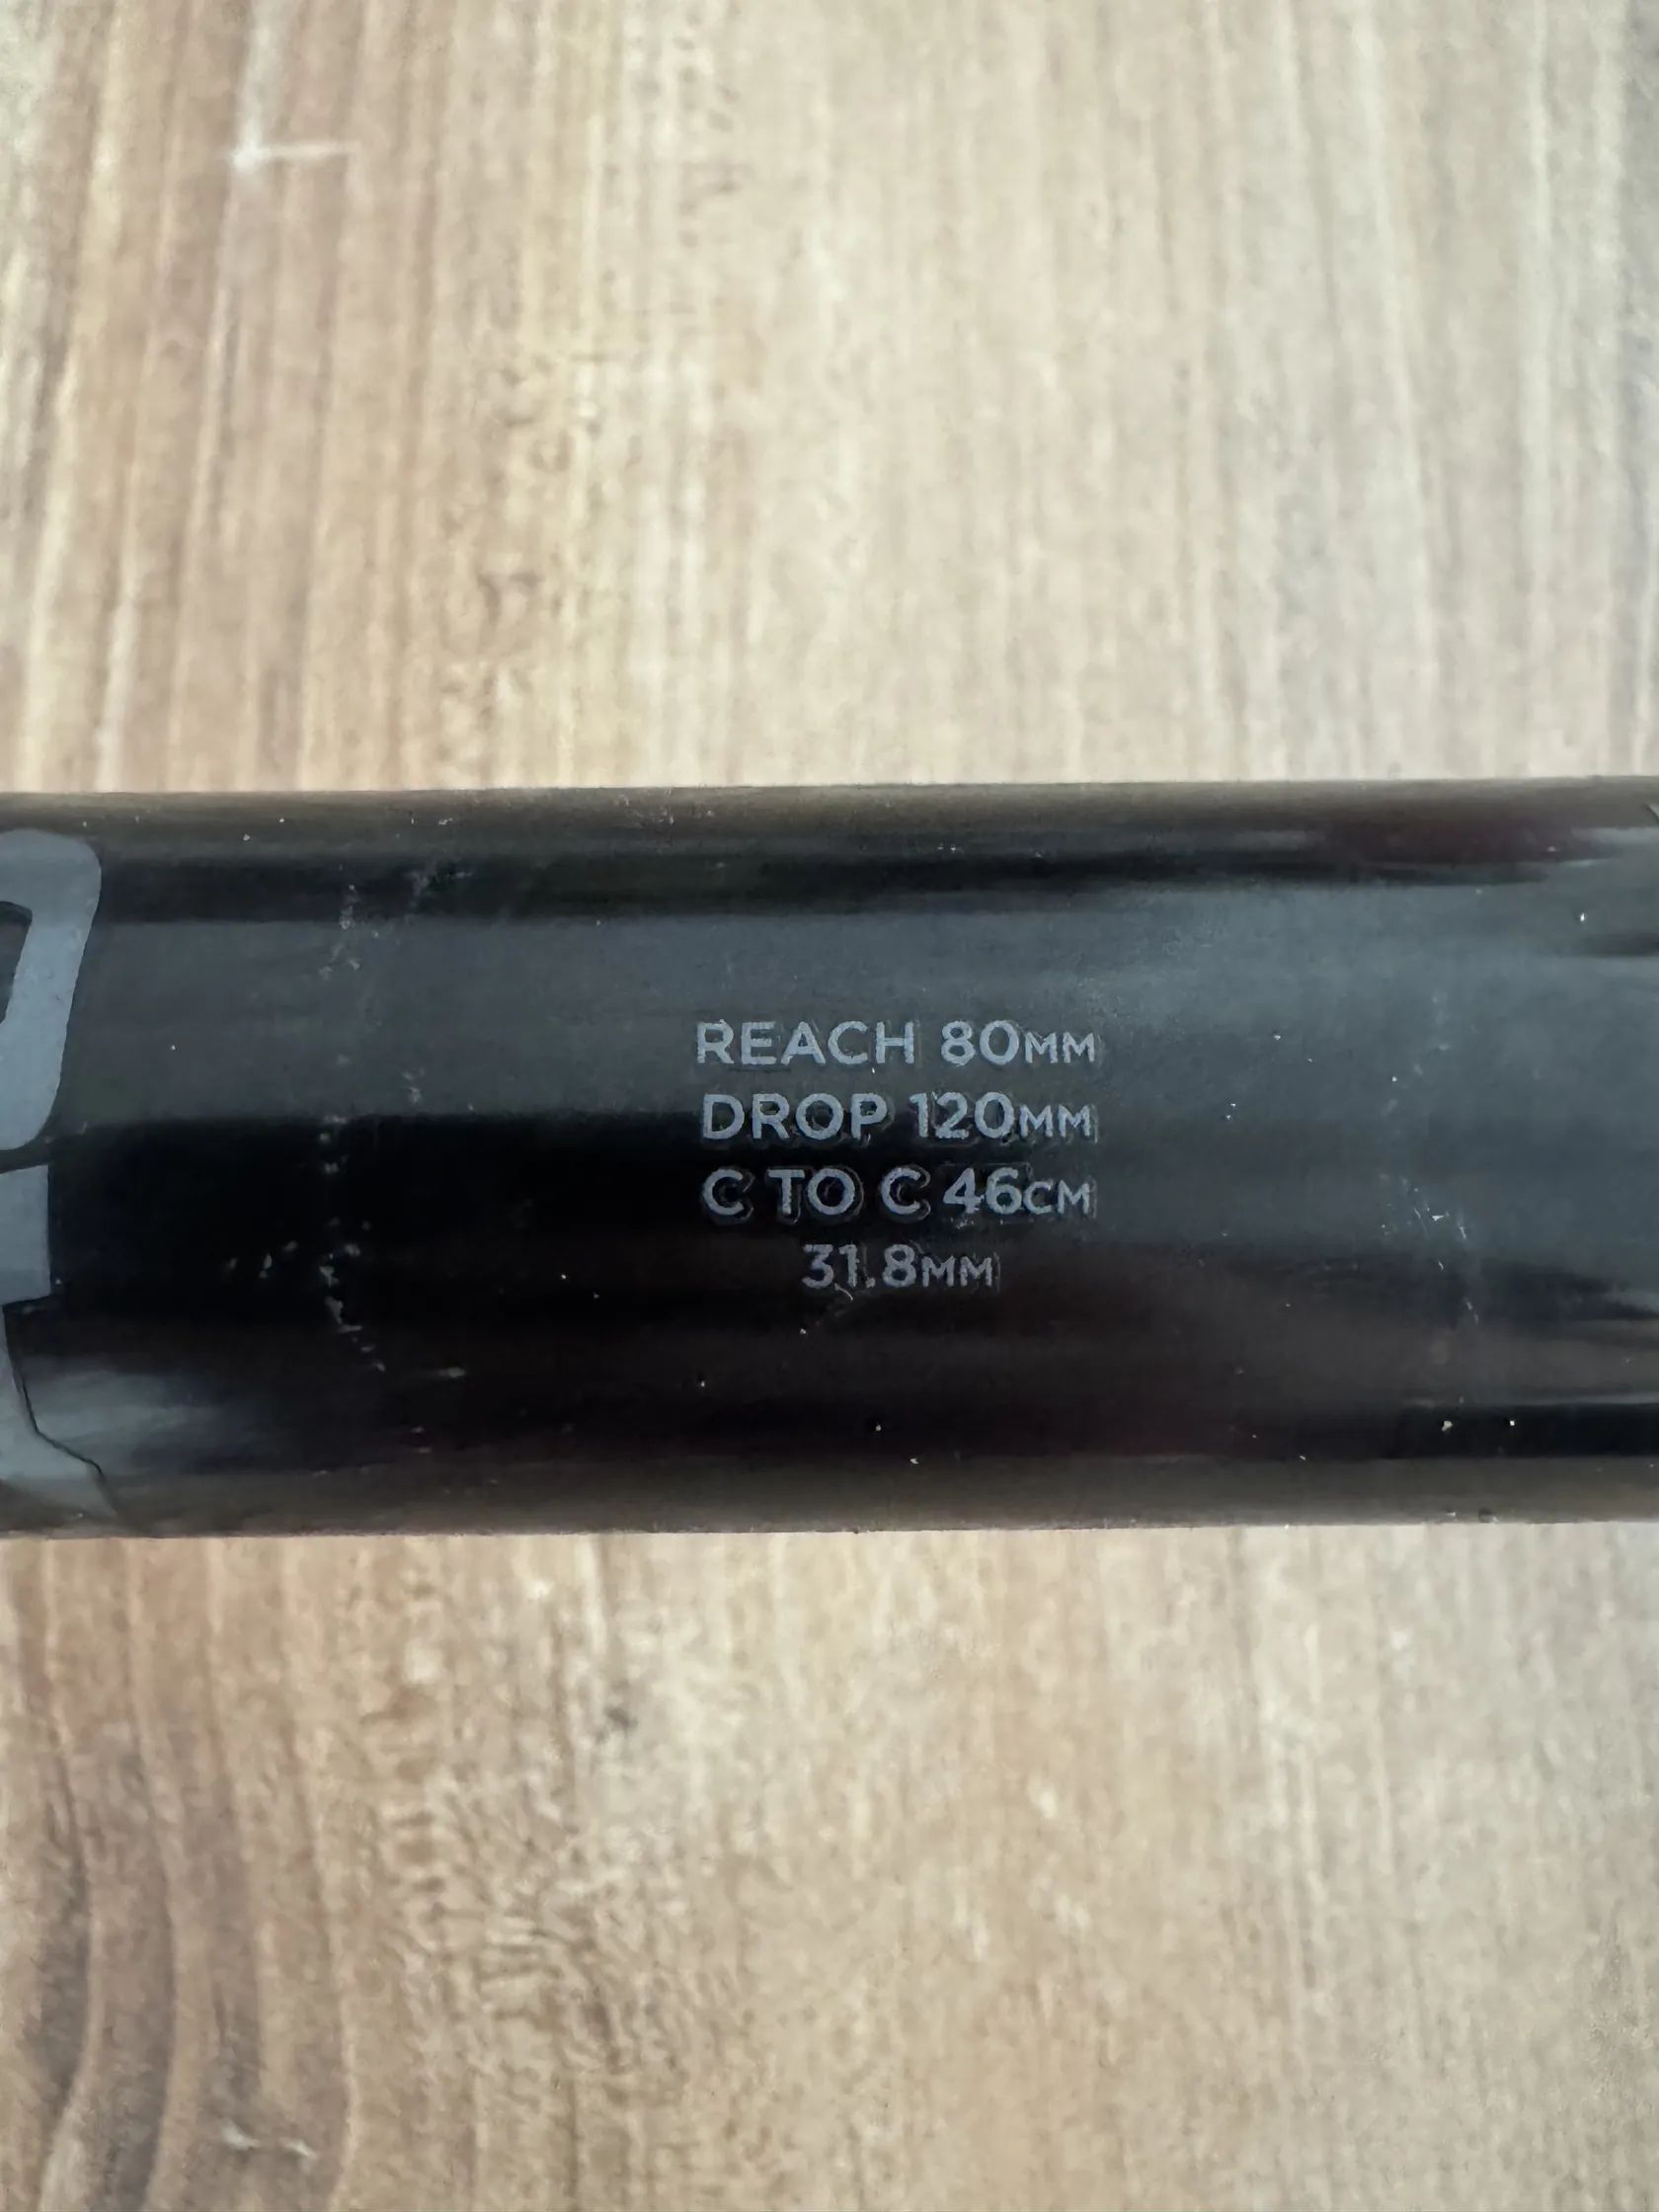 REACH 80MM
DROP 120MM
C TO C 46CM
31.8MM